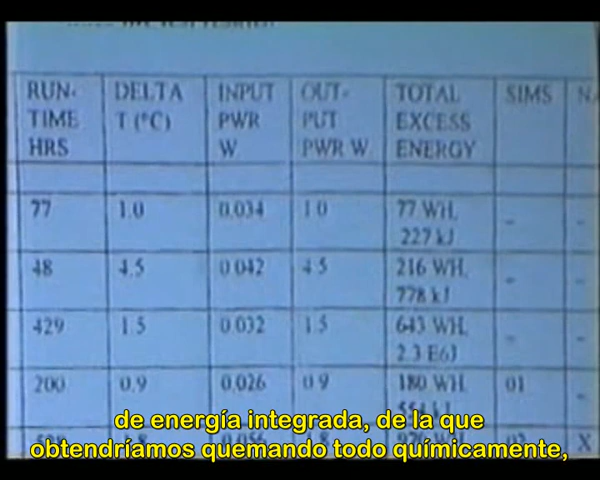 RUN- DELTA INPUT OUT- TOTAL SIMS
TIME T (°C) PWR PUT EXCESS
HRS W PWR W ENERGY
77 1.0 0.034 1.0 77 WH, -
227 kJ
48 4.5 0.042 4.5 216 WH, -
778 kJ
429 1.5 0.032 1.5 643 WH, -
2.3 E6J
200 0.9 0.026 0.9 180 WH 01 -
X
de energía integrada, de la que
obtendríamos quemando todo químicamente,